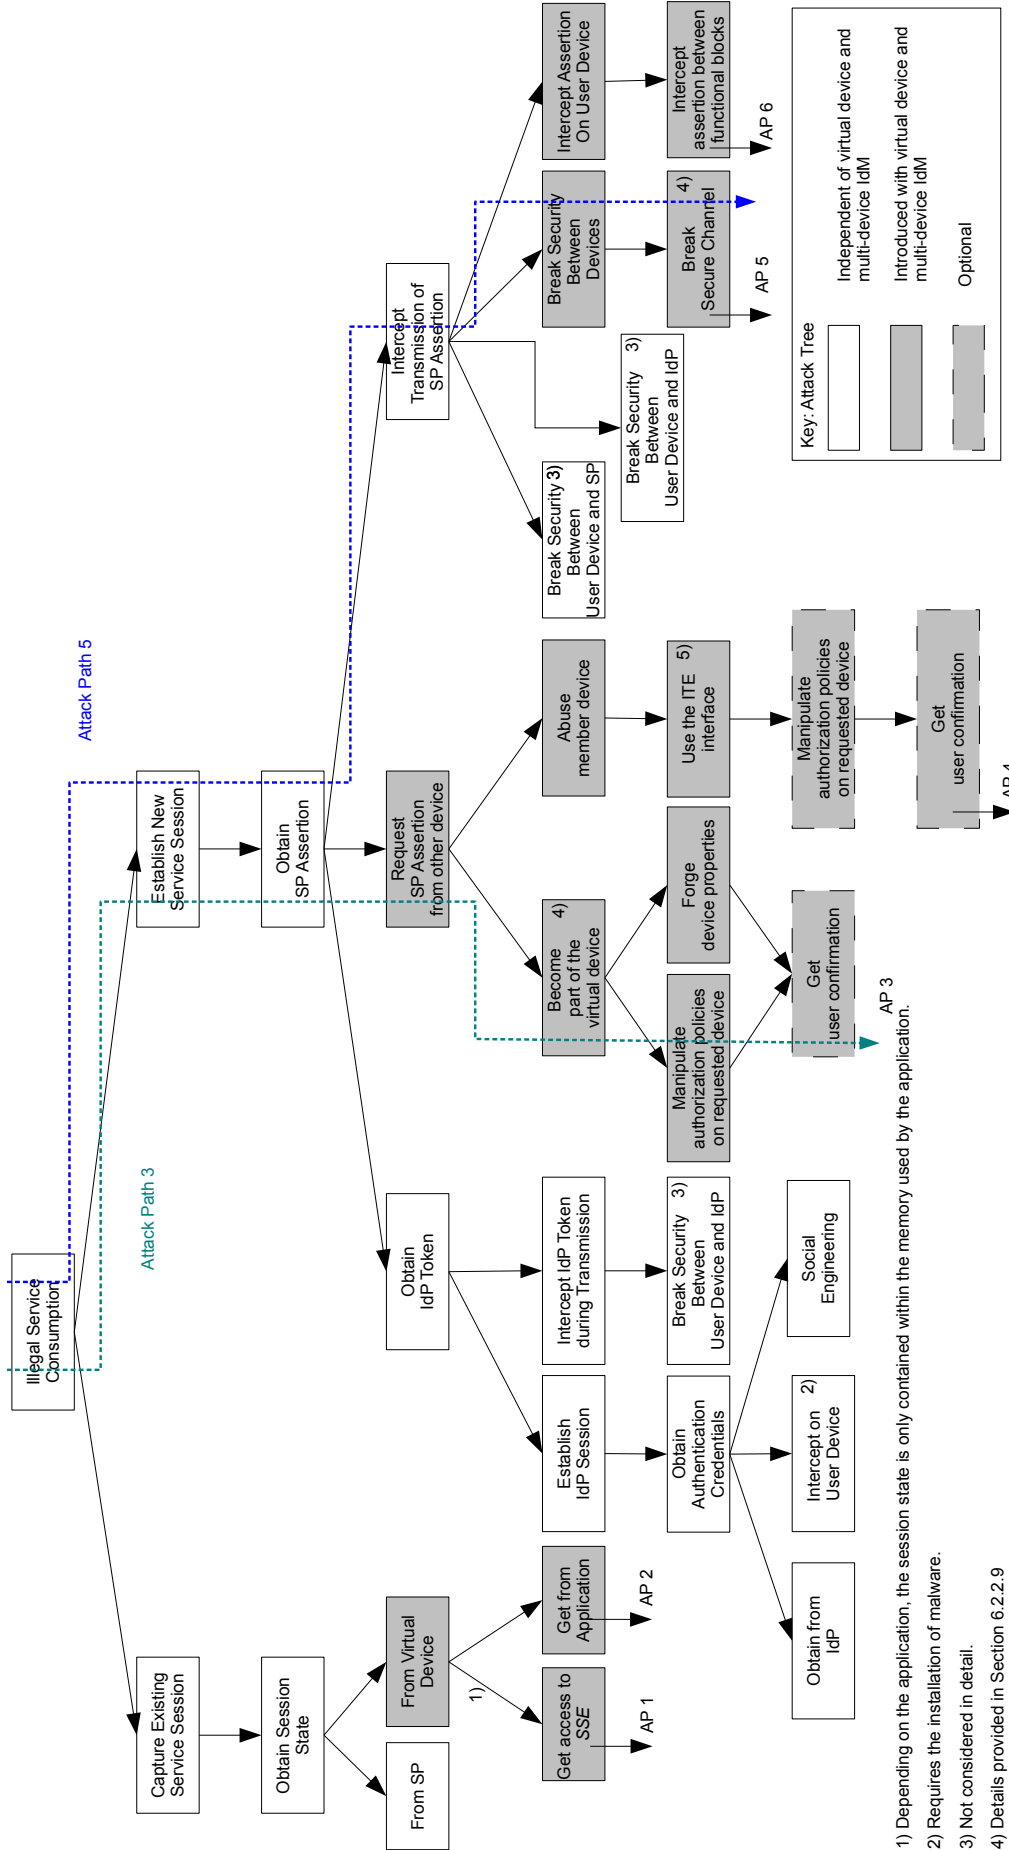 Illegal Service
Consumption
Attack Path 5
Attack Path 3
Capture Existing
Service Session
Establish New
Service Session
Obtain Session
State
Obtain
SP Assertion
From SP
From Virtual
Device
Obtain
IdP Token
Request
SP Assertion
from other device
Intercept
Transmission of
SP Assertion
1)
Get access to
SSE
Get from
Application
Establish
IdP Session
Intercept IdP Token
during Transmission
Become 4)
part of the
virtual device
Abuse
member device
Break Security 3)
Between
User Device and SP
Break Security
Between
Devices
Intercept Assertion
On User Device
AP 1
AP 2
Obtain
Authentication
Credentials
Break Security 3)
Between
User Device and IdP
Manipulate
authorization policies
on requested device
Forge
device properties
Use the ITE 5)
interface
Break Security 3)
Between
User Device and IdP
Break 4)
Secure Channel
Intercept
assertion between
functional blocks
AP 5
AP 6
Obtain from
IdP
Intercept on 2)
User Device
Social
Engineering
Get
user confirmation
Manipulate
authorization policies
on requested device
AP 3
Get
user confirmation
AP 4
Key: Attack Tree
Independent of virtual device and
multi-device IdM
Introduced with virtual device and
multi-device IdM
Optional
1) Depending on the application, the session state is only contained within the memory used by the application.
2) Requires the installation of malware.
3) Not considered in detail.
4) Details provided in Section 6.2.2.9